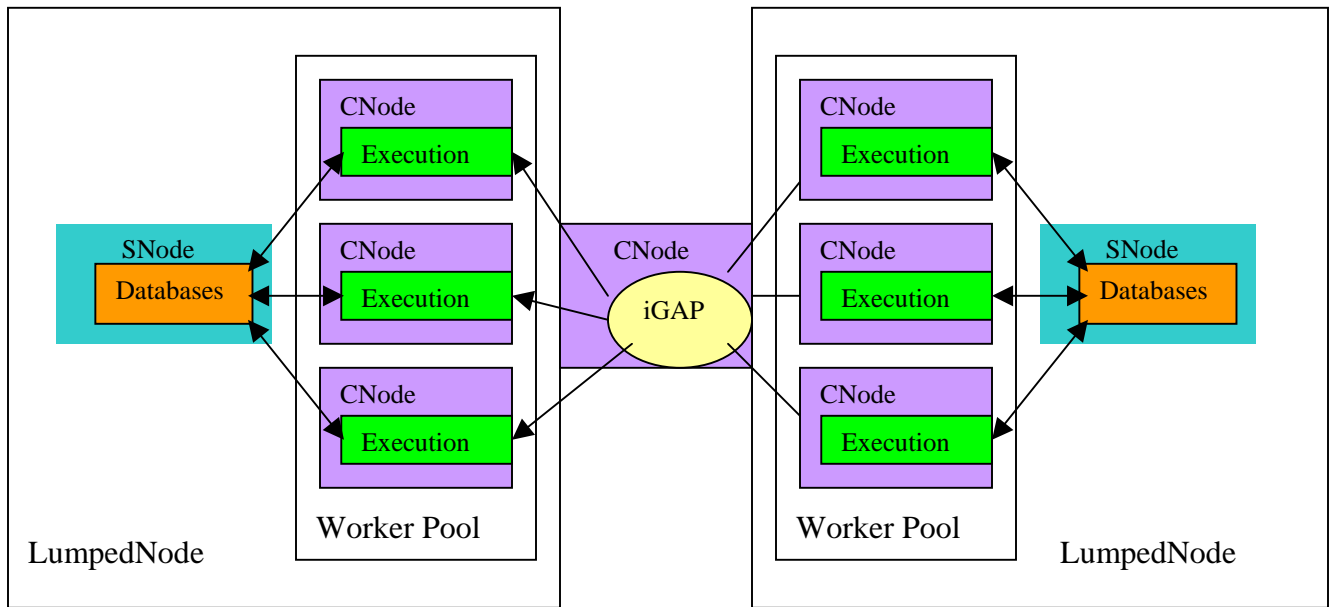 CNode
Execution
CNode
Execution
CNode
Execution
Worker Pool
SNode
Databases
LumpedNode
CNode
iGAP
CNode
Execution
CNode
Execution
CNode
Execution
Worker Pool
SNode
Databases
LumpedNode